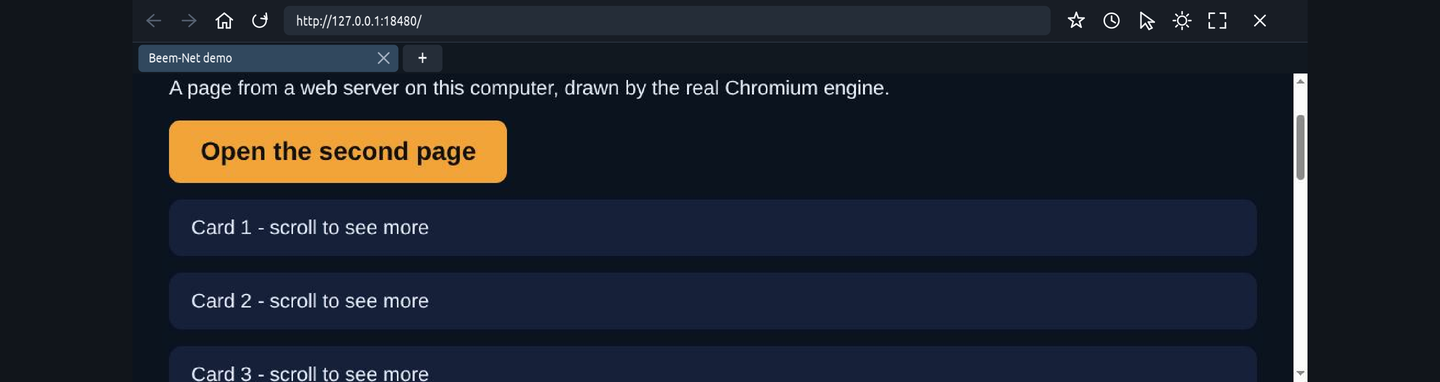 http://127.0.0.1:18480/
Beem-Net demo
A page from a web server on this computer, drawn by the real Chromium engine.
Open the second page
Card 1 - scroll to see more
Card 2 - scroll to see more
Card 3 - scroll to see more